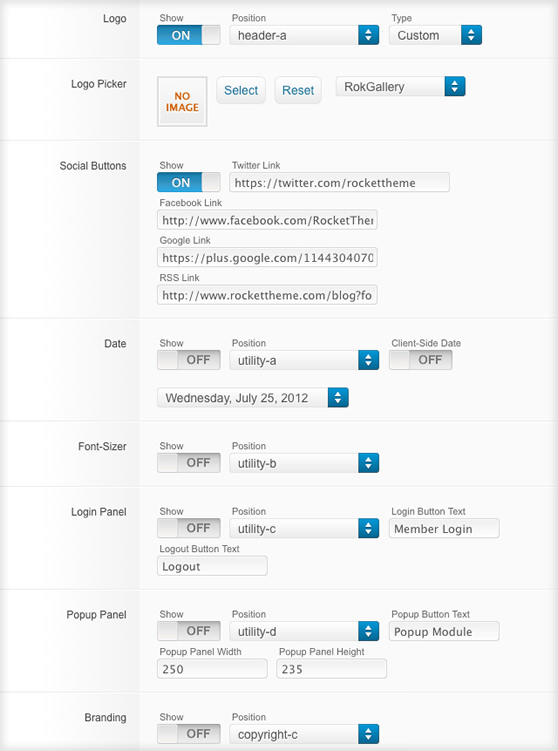 Logo Show Position Type
ON header-a Custom
Logo Picker NO IMAGE Select Reset RokGallery
Social Buttons Show Twitter Link
ON https://twitter.com/rockettheme
Facebook Link
http://www.facebook.com/RocketThe
Google Link
https://plus.google.com/1144304070
RSS Link
http://www.rockettheme.com/blog?fo
Date Show Position Client-Side Date
OFF utility-a OFF
Wednesday, July 25, 2012
Font-Sizer Show Position
OFF utility-b
Login Panel Show Position Login Button Text
OFF utility-c Member Login
Logout Button Text
Logout
Popup Panel Show Position Popup Button Text
OFF utility-d Popup Module
Popup Panel Width Popup Panel Height
250 235
Branding Show Position
OFF copyright-c